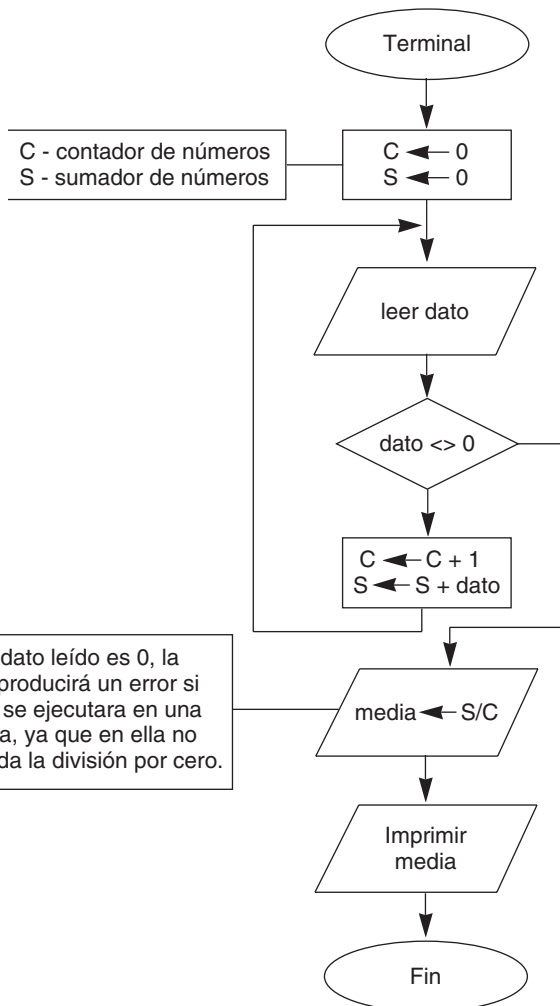 Terminal
C - contador de números
S - sumador de números
C ← 0
S ← 0
leer dato
dato <> 0
C ← C + 1
S ← S + dato
dato leído es 0, la
producirá un error si
se ejecutara en una
a, ya que en ella no
da la división por cero.
media ← S/C
Imprimir
media
Fin